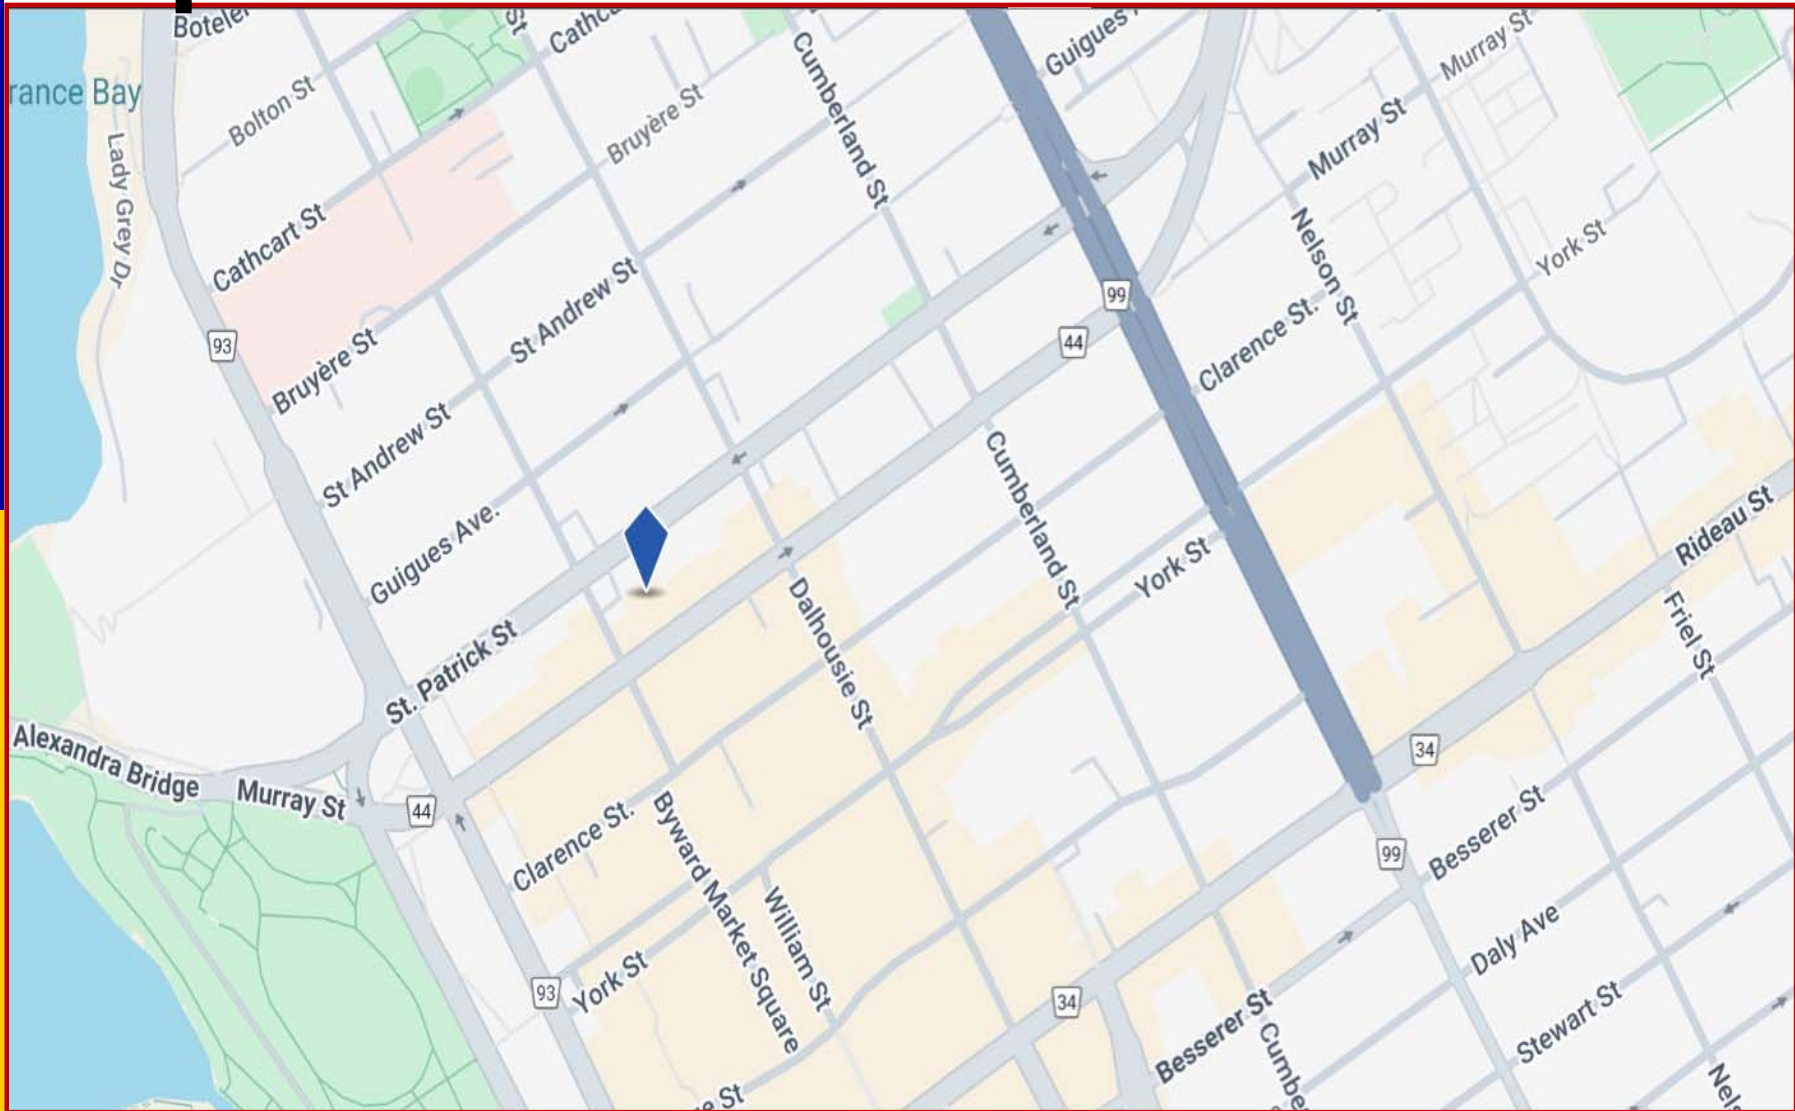 Cathcart St
Bruyère St
Cumberland St
Murray St
Murray St
rance Bay
Bolton St
Lady Grey Dr
Cathcart St
St Andrew St
Nelson St
York St
99
93
44
Clarence St.
Bruyère St
St Andrew St
Guigues Ave.
Cumberland St
York St
Rideau St
St. Patrick St
Dalhousie St
Friel St
Alexandra Bridge
Murray St
44
34
Clarence St.
Byward Market Square
William St
99
Besserer St
Daly Ave
York St
93
34
Besserer St
Stewart St
St